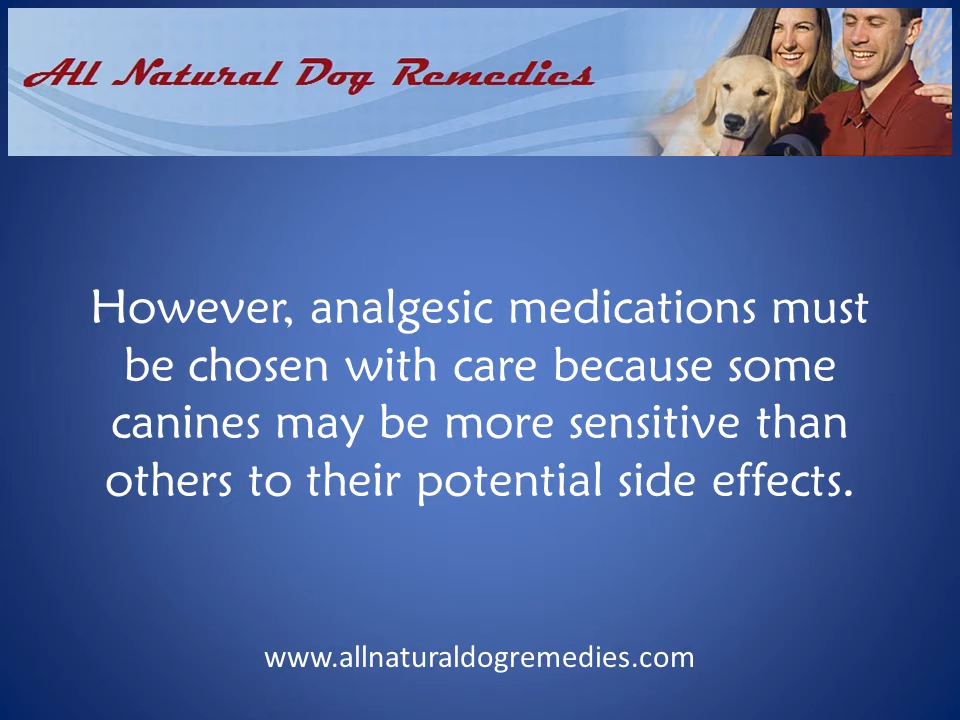 All Natural Dog Remedies
However, analgesic medications must
be chosen with care because some
canines may be more sensitive than
others to their potential side effects.
www.allnaturaldogremedies.com